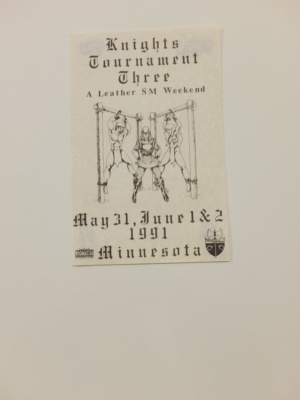 Knights
Tournament
Three
A Leather SM Weekend
May 31, June 1 & 2
1991
Minnesota